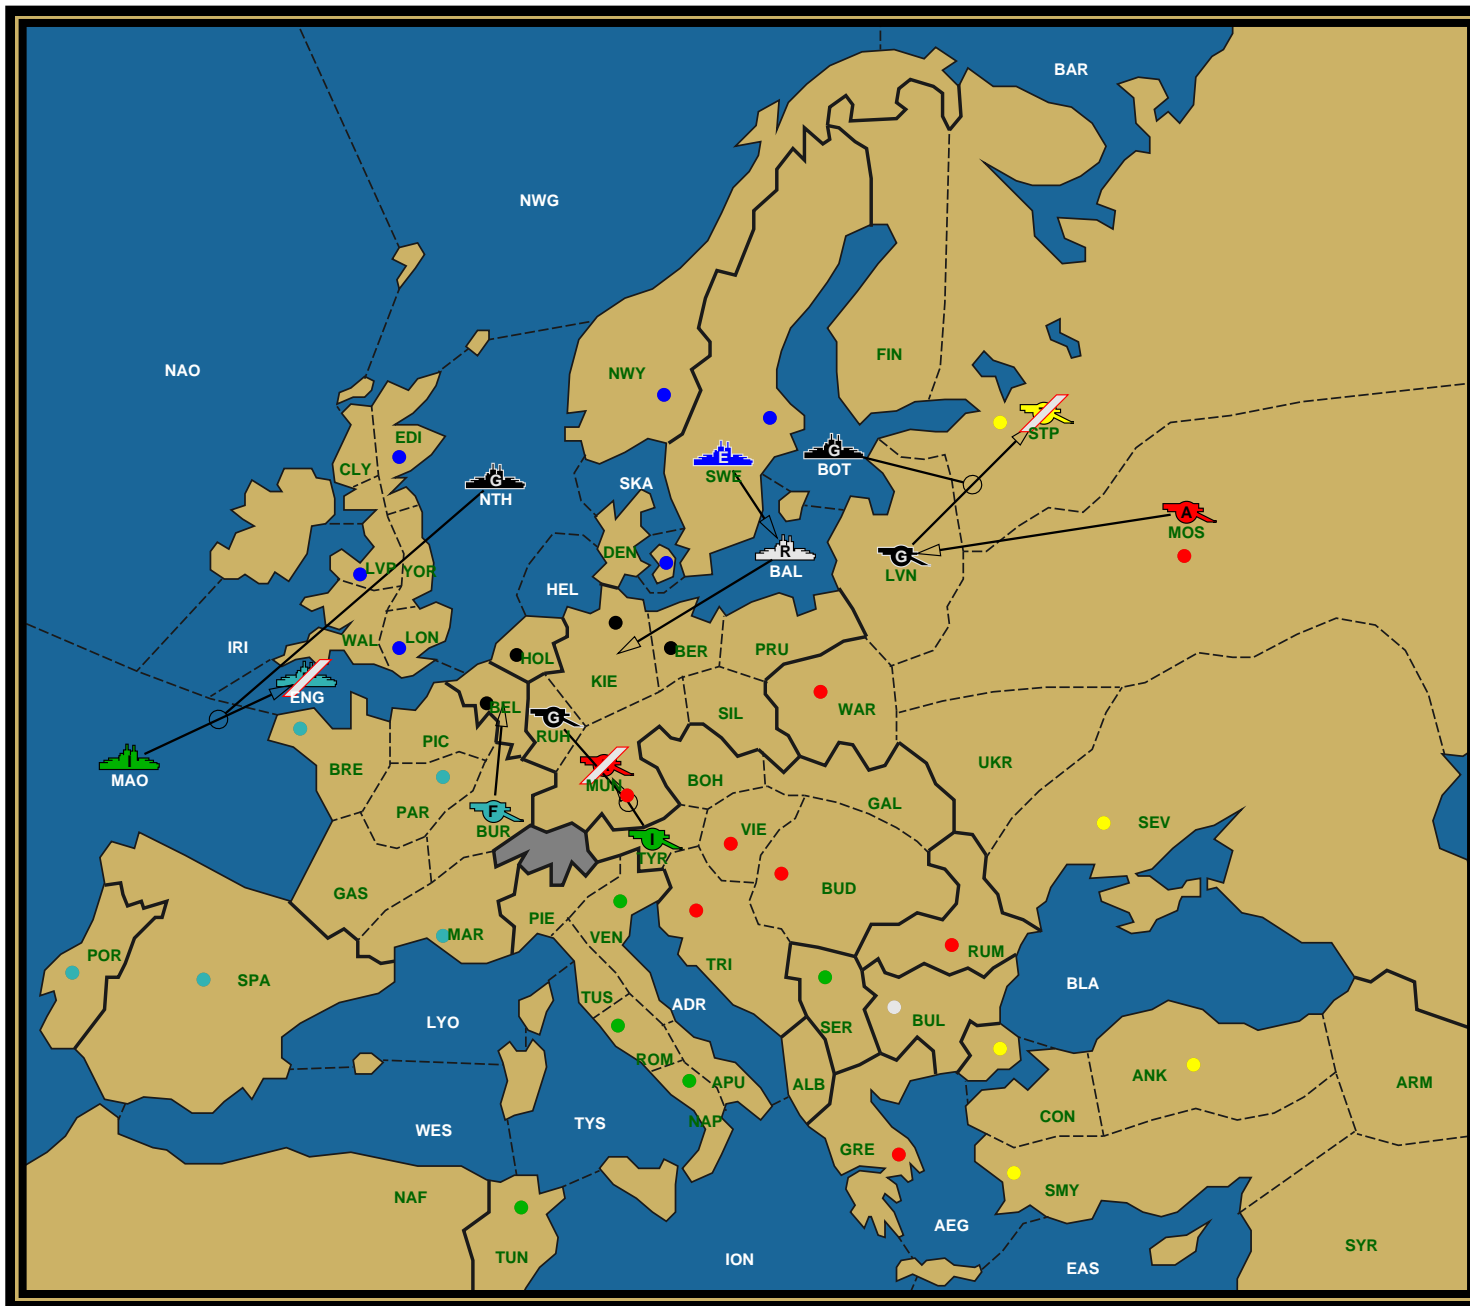 BAR
NWG
NAO
FIN
NWY
EDI
STP
G
BOT
E
SWE
CLY
G
NTH
SKA
A
MOS
DEN
R
BAL
G
LVN
LVP
YOR
HEL
IRI
WAL
LON
HOL
BER
PRU
KIE
ENG
BEL
SIL
WAR
G
RUH
PIC
I
MAO
BRE
MUN
BOH
UKR
PAR
F
BUR
GAL
SEV
VIE
I
TYR
GAS
BUD
PIE
MAR
VEN
POR
SPA
TRI
RUM
BLA
TUS
ADR
LYO
SER
BUL
ROM
APU
ALB
ANK
ARM
NAP
CON
WES
TYS
GRE
NAF
SMY
AEG
TUN
ION
EAS
SYR